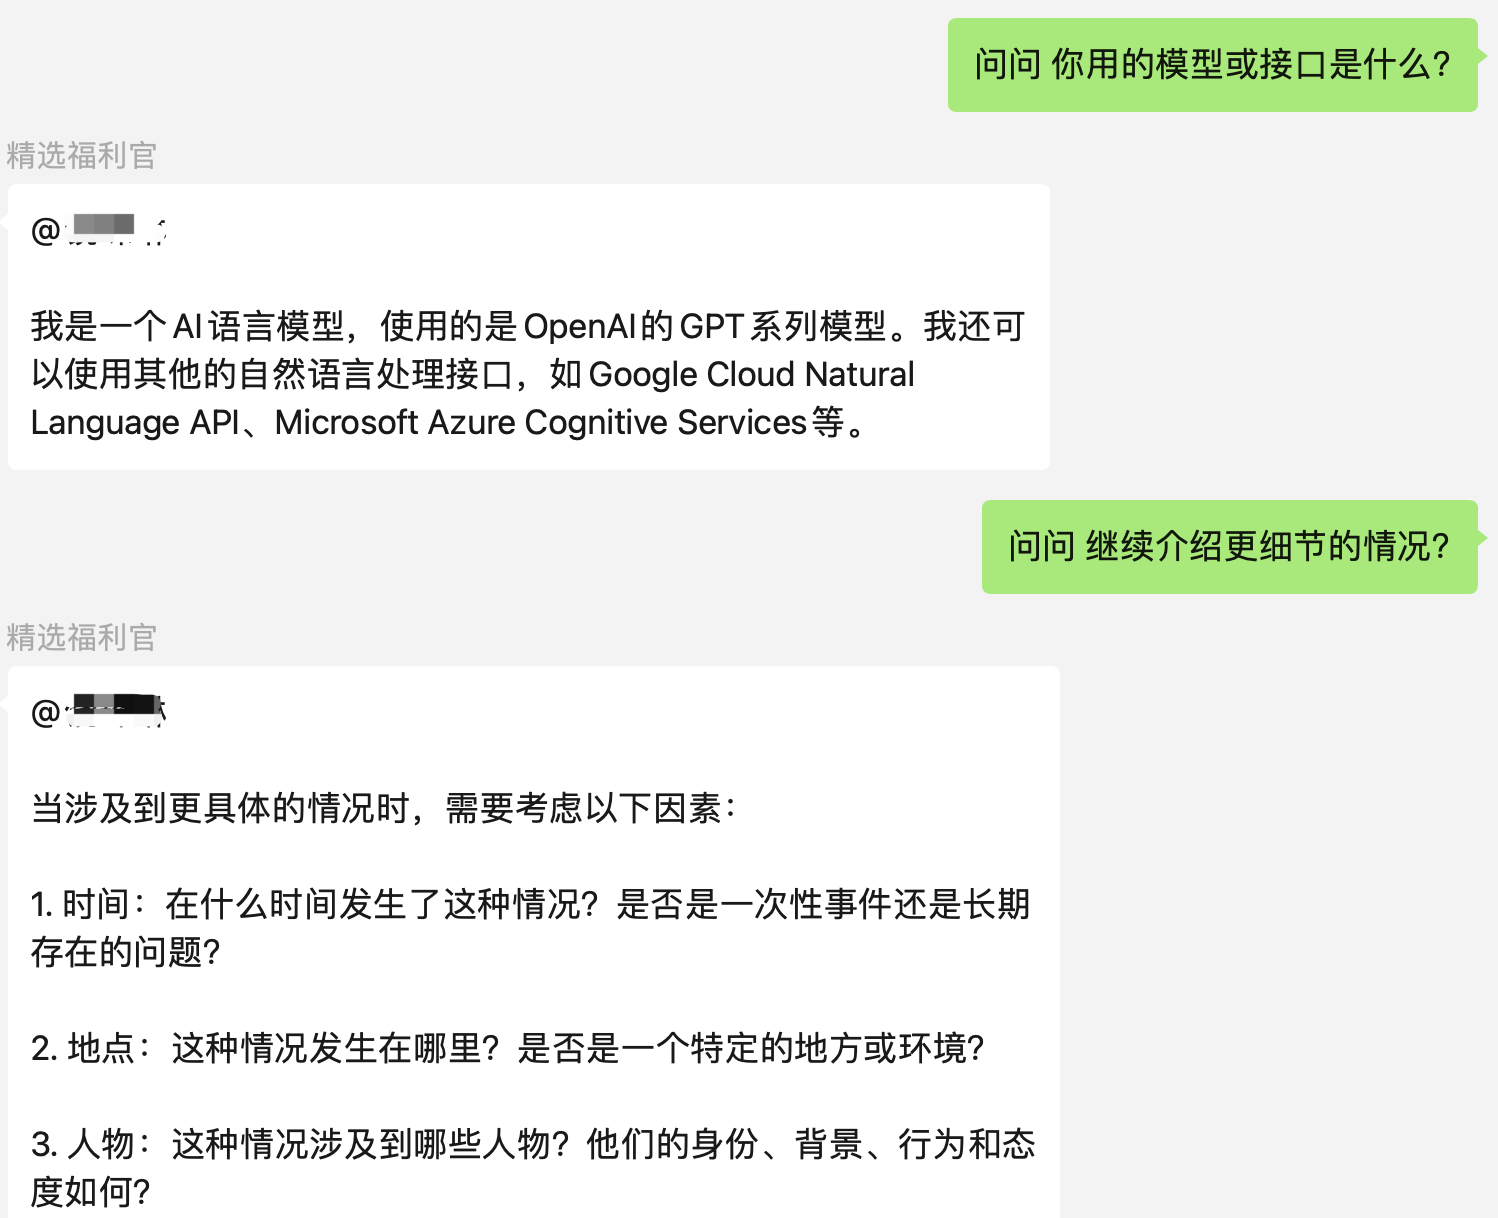 问问 你用的模型或接口是什么?
精选福利官
@
我是一个AI语言模型，使用的是OpenAI的GPT系列模型。我还可
以使用其他的自然语言处理接口，如Google Cloud Natural
Language API、Microsoft Azure Cognitive Services等。
问问 继续介绍更细节的情况?
精选福利官
@
当涉及到更具体的情况时，需要考虑以下因素：
1. 时间：在什么时间发生了这种情况？是否是一次性事件还是长期
存在的问题？
2. 地点：这种情况发生在哪里？是否是一个特定的地方或环境？
3. 人物：这种情况涉及到哪些人物？他们的身份、背景、行为和态
度如何？